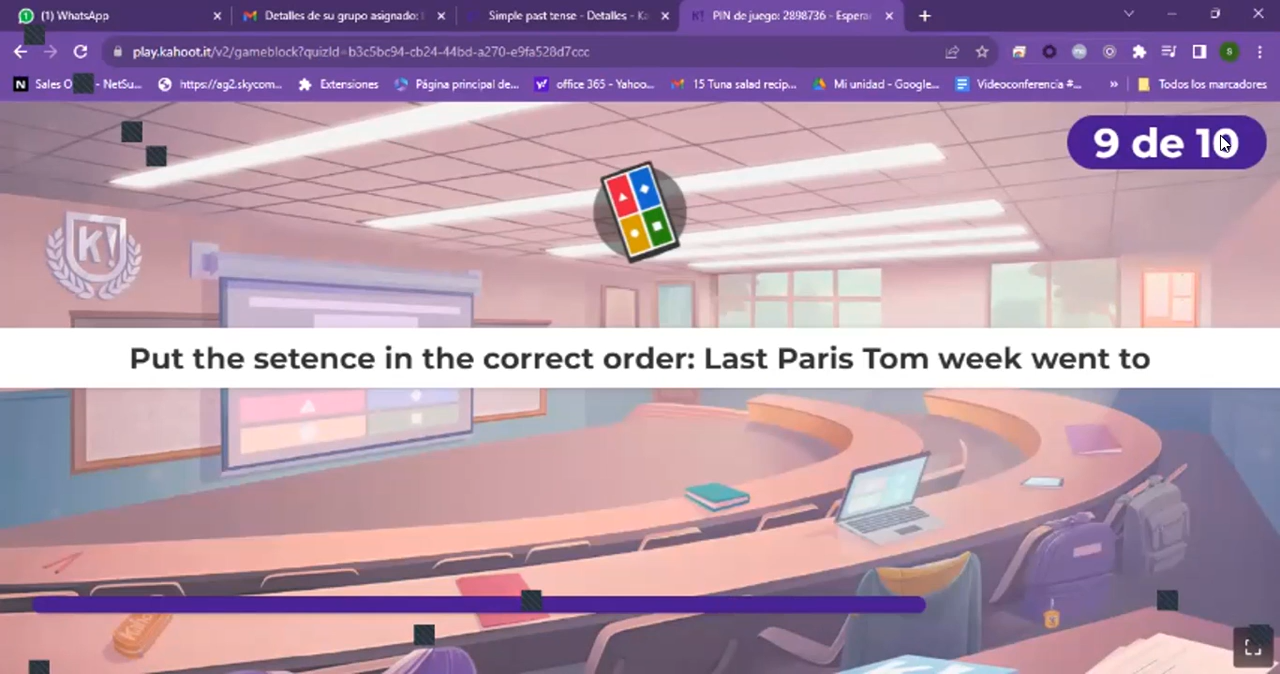 (1) WhatsApp
Detalles de su grupo asignado:
Simple past tense - Detalles - Ka
PIN de juego: 2898736 - Espera
play.kahoot.it/v2/gameblock?quizId=b3c5bc94-cb24-44bd-a270-e9fa528d7ccc
S
N Sales O - NetSu...
https://ag2.skycom...
Extensiones
Página principal de...
office 365 - Yahoo...
15 Tuna salad recip...
Mi unidad - Google...
Videoconferencia #...
»
Todos los marcadores
9 de 10
K!
Put the setence in the correct order: Last Paris Tom week went to